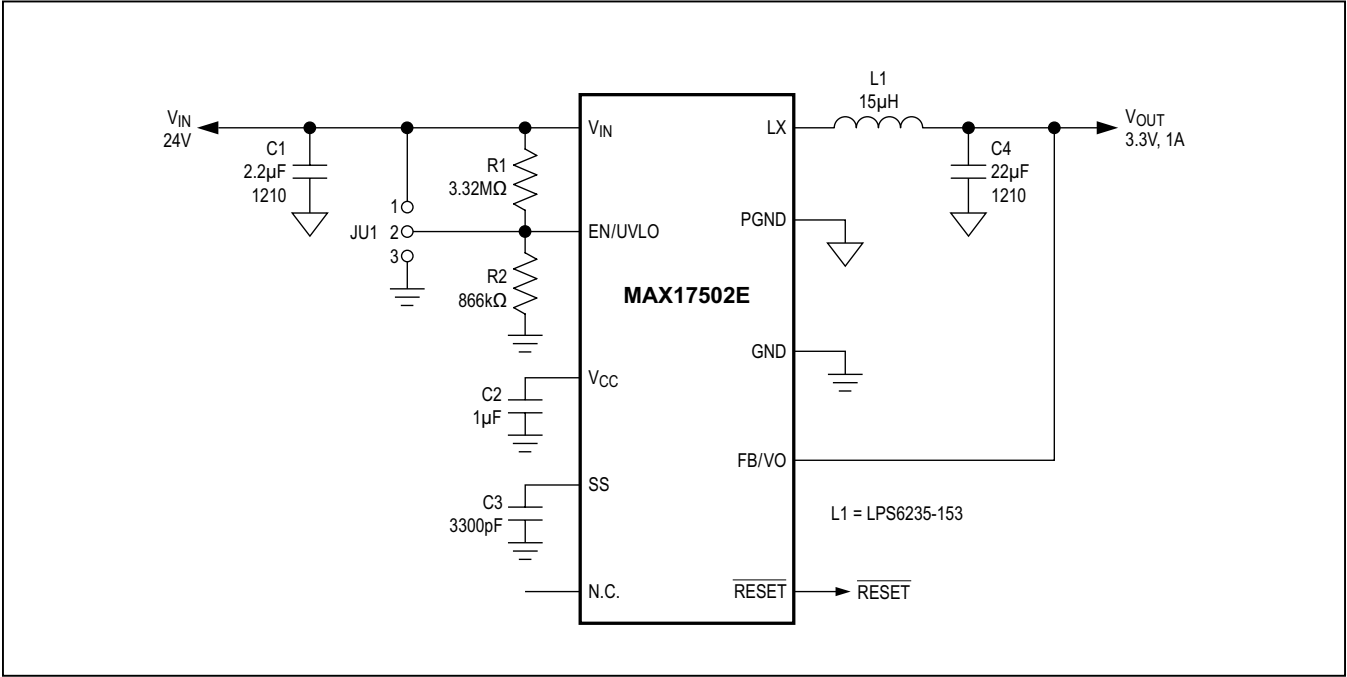 V_IN
24V
C1
2.2µF
1210
JU1
1
2
3
R1
3.32MΩ
R2
866kΩ
C2
1µF
C3
3300pF
V_IN
EN/UVLO
V_CC
SS
N.C.
MAX17502E
LX
PGND
GND
FB/VO
R̅E̅S̅E̅T̅
L1
15µH
C4
22µF
1210
V_OUT
3.3V, 1A
L1 = LPS6235-153
R̅E̅S̅E̅T̅